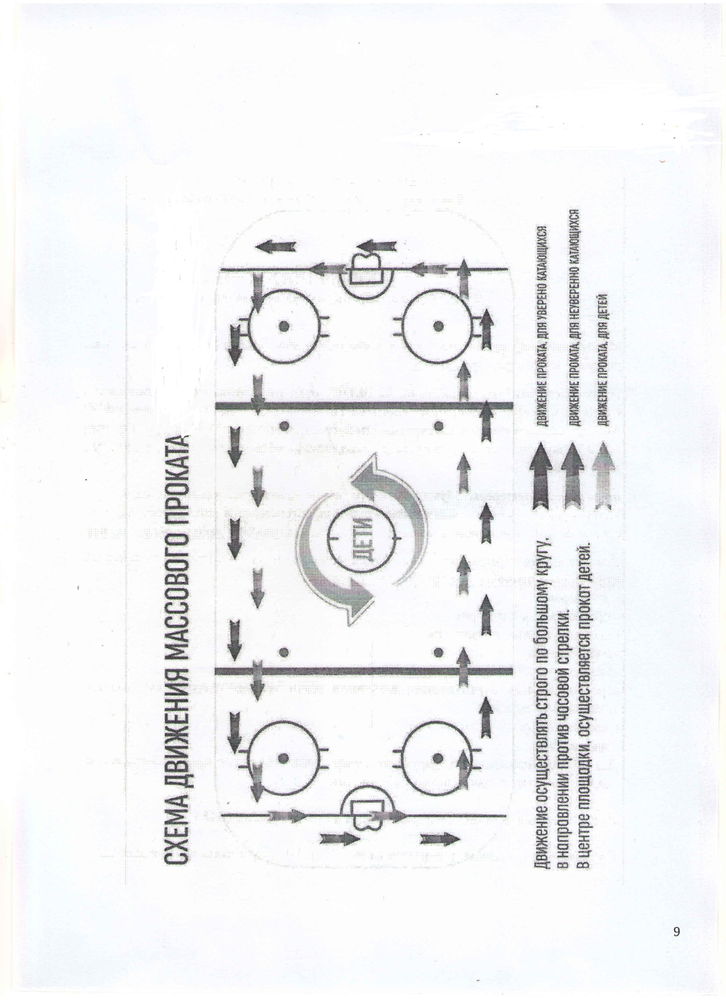 СХЕМА ДВИЖЕНИЯ МАССОВОГО ПРОКАТА
ДЕТИ
Движение осуществлять строго по большому кругу,
в направлении против часовой стрелки.
В центре площадки, осуществляется прокат детей.
ДВИЖЕНИЕ ПРОКАТА, ДЛЯ УВЕРЕНО КАТАЮЩИХСЯ
ДВИЖЕНИЕ ПРОКАТА, ДЛЯ НЕУВЕРЕННО КАТАЮЩИХСЯ
ДВИЖЕНИЕ ПРОКАТА, ДЛЯ ДЕТЕЙ
9